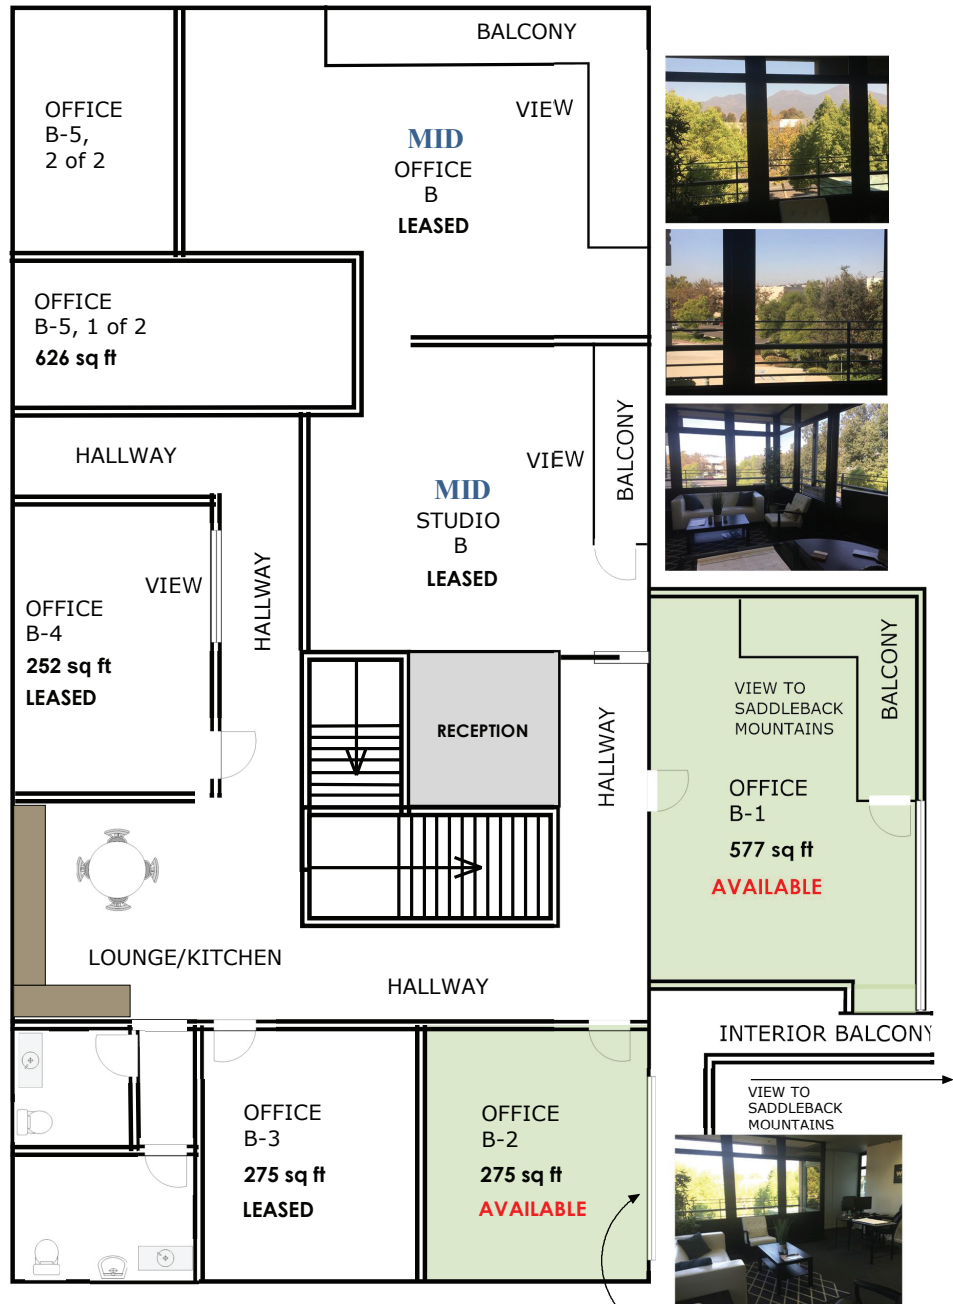 BALCONY
OFFICE
B-5,
2 of 2
VIEW
MID
OFFICE
B
LEASED
OFFICE
B-5, 1 of 2
626 sq ft
HALLWAY
VIEW
BALCONY
MID
STUDIO
B
LEASED
VIEW
HALLWAY
OFFICE
B-4
252 sq ft
LEASED
RECEPTION
HALLWAY
BALCONY
VIEW TO
SADDLEBACK
MOUNTAINS
OFFICE
B-1
577 sq ft
AVAILABLE
LOUNGE/KITCHEN
HALLWAY
INTERIOR BALCONY
VIEW TO
SADDLEBACK
MOUNTAINS
OFFICE
B-3
275 sq ft
LEASED
OFFICE
B-2
275 sq ft
AVAILABLE
W